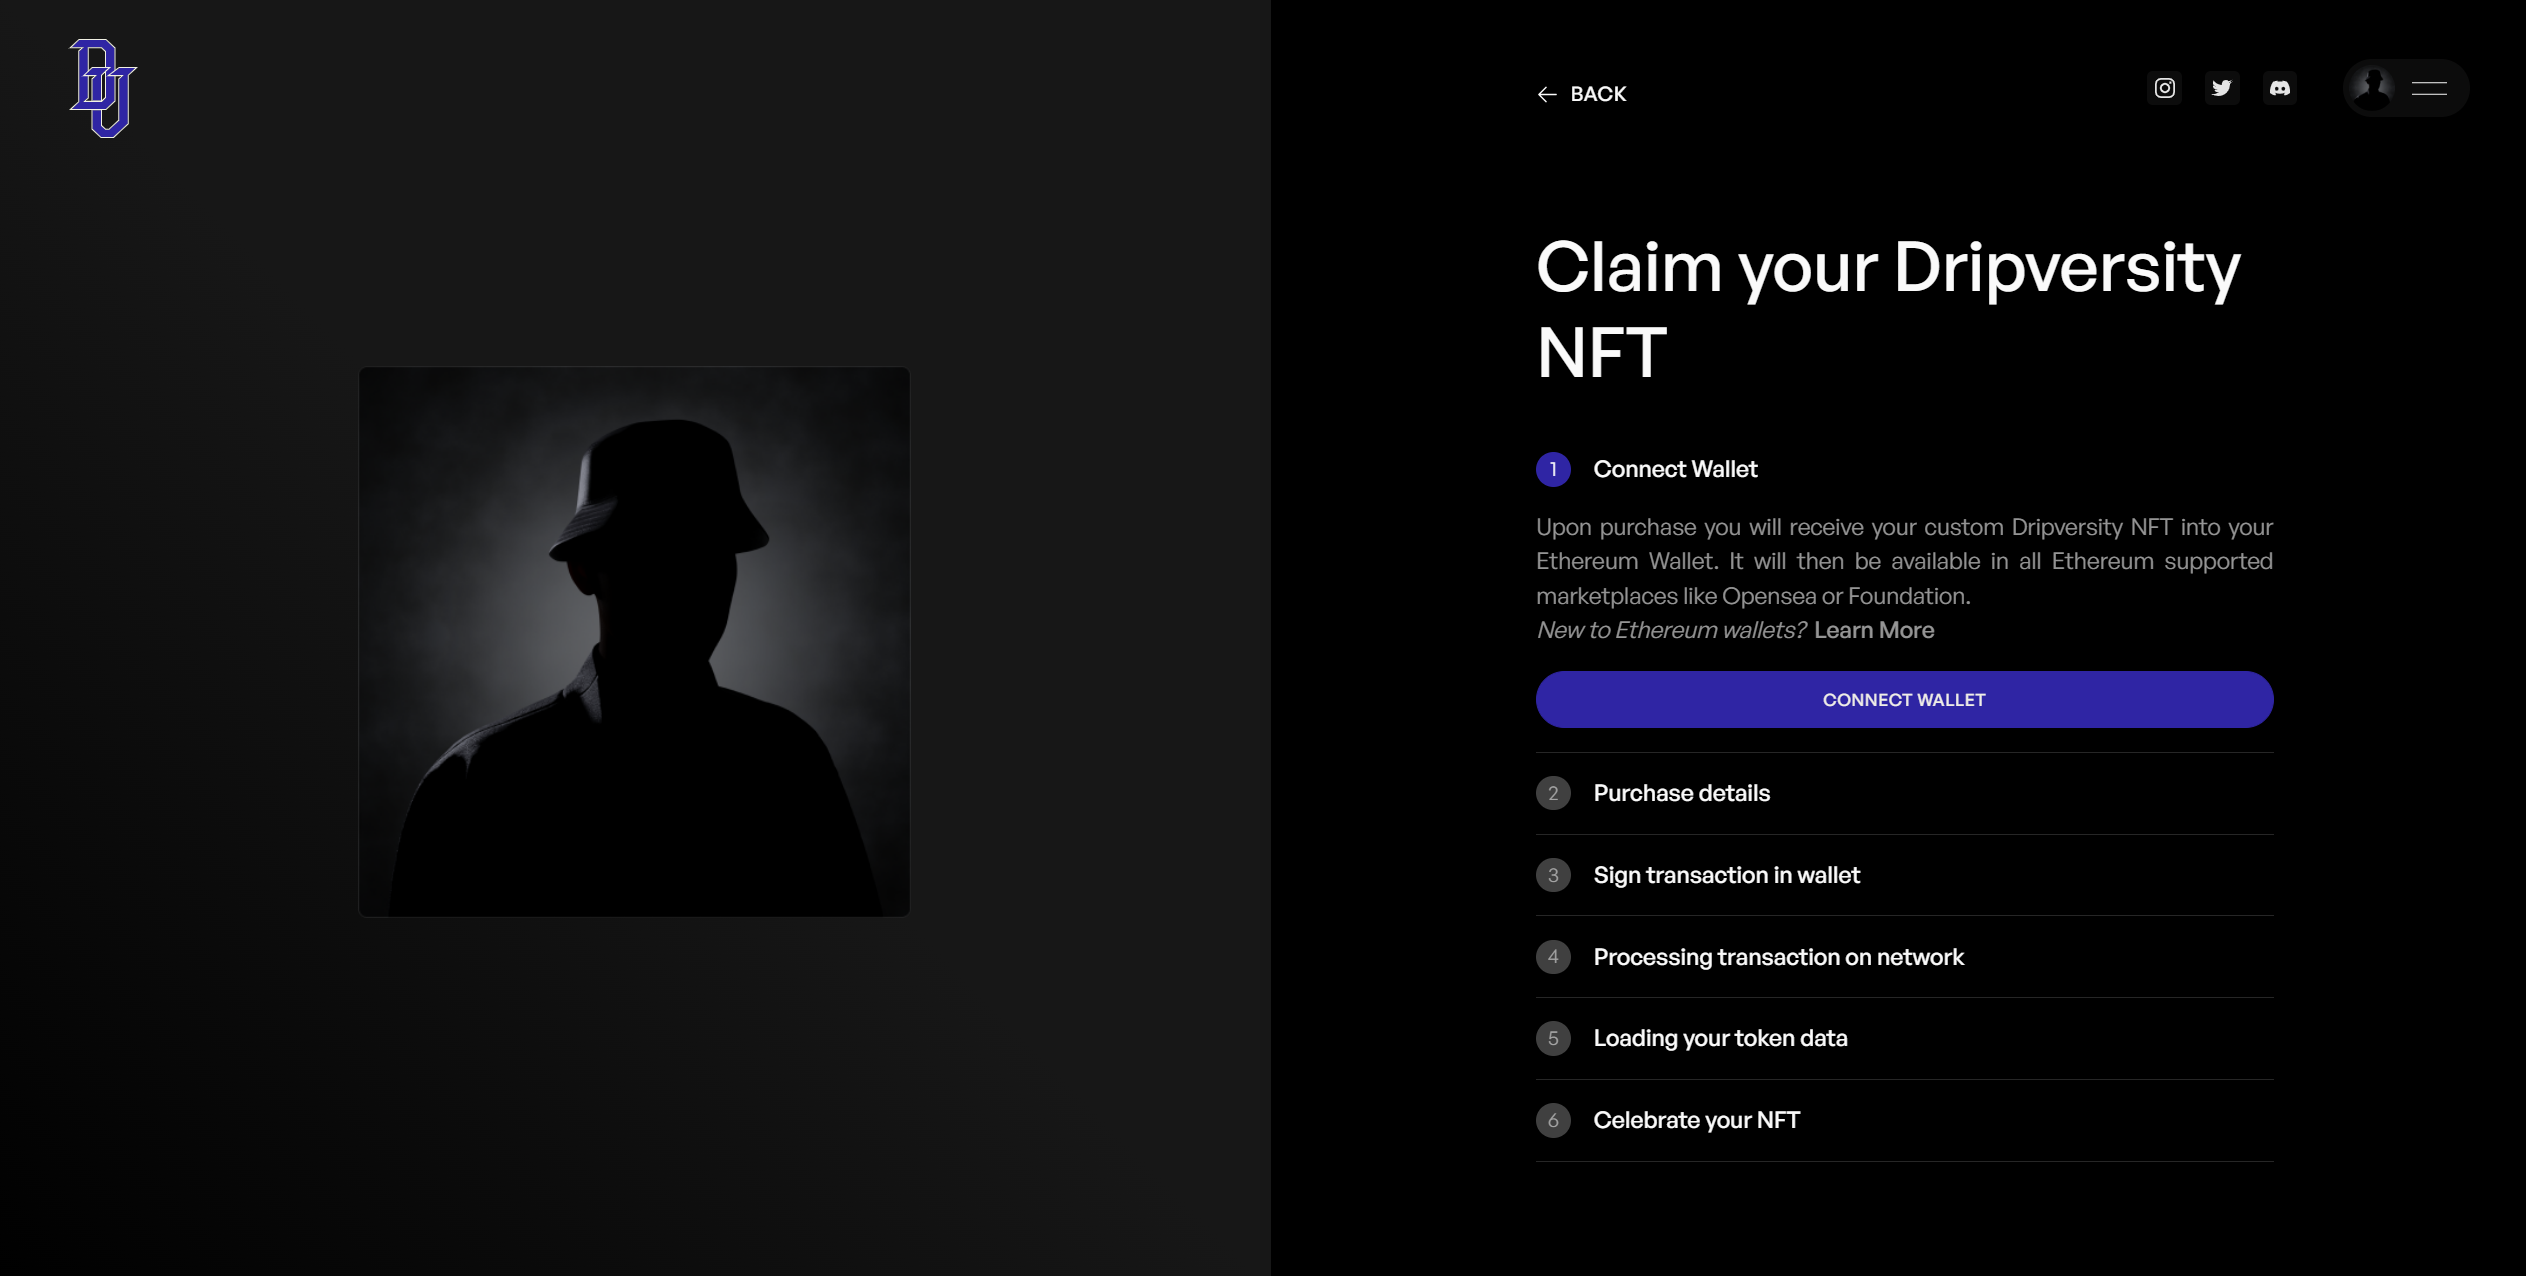 DU
BACK
Claim your Dripversity
NFT
1 Connect Wallet
Upon purchase you will receive your custom Dripversity NFT into your
Ethereum Wallet. It will then be available in all Ethereum supported
marketplaces like Opensea or Foundation.
New to Ethereum wallets? Learn More
CONNECT WALLET
2 Purchase details
3 Sign transaction in wallet
4 Processing transaction on network
5 Loading your token data
6 Celebrate your NFT